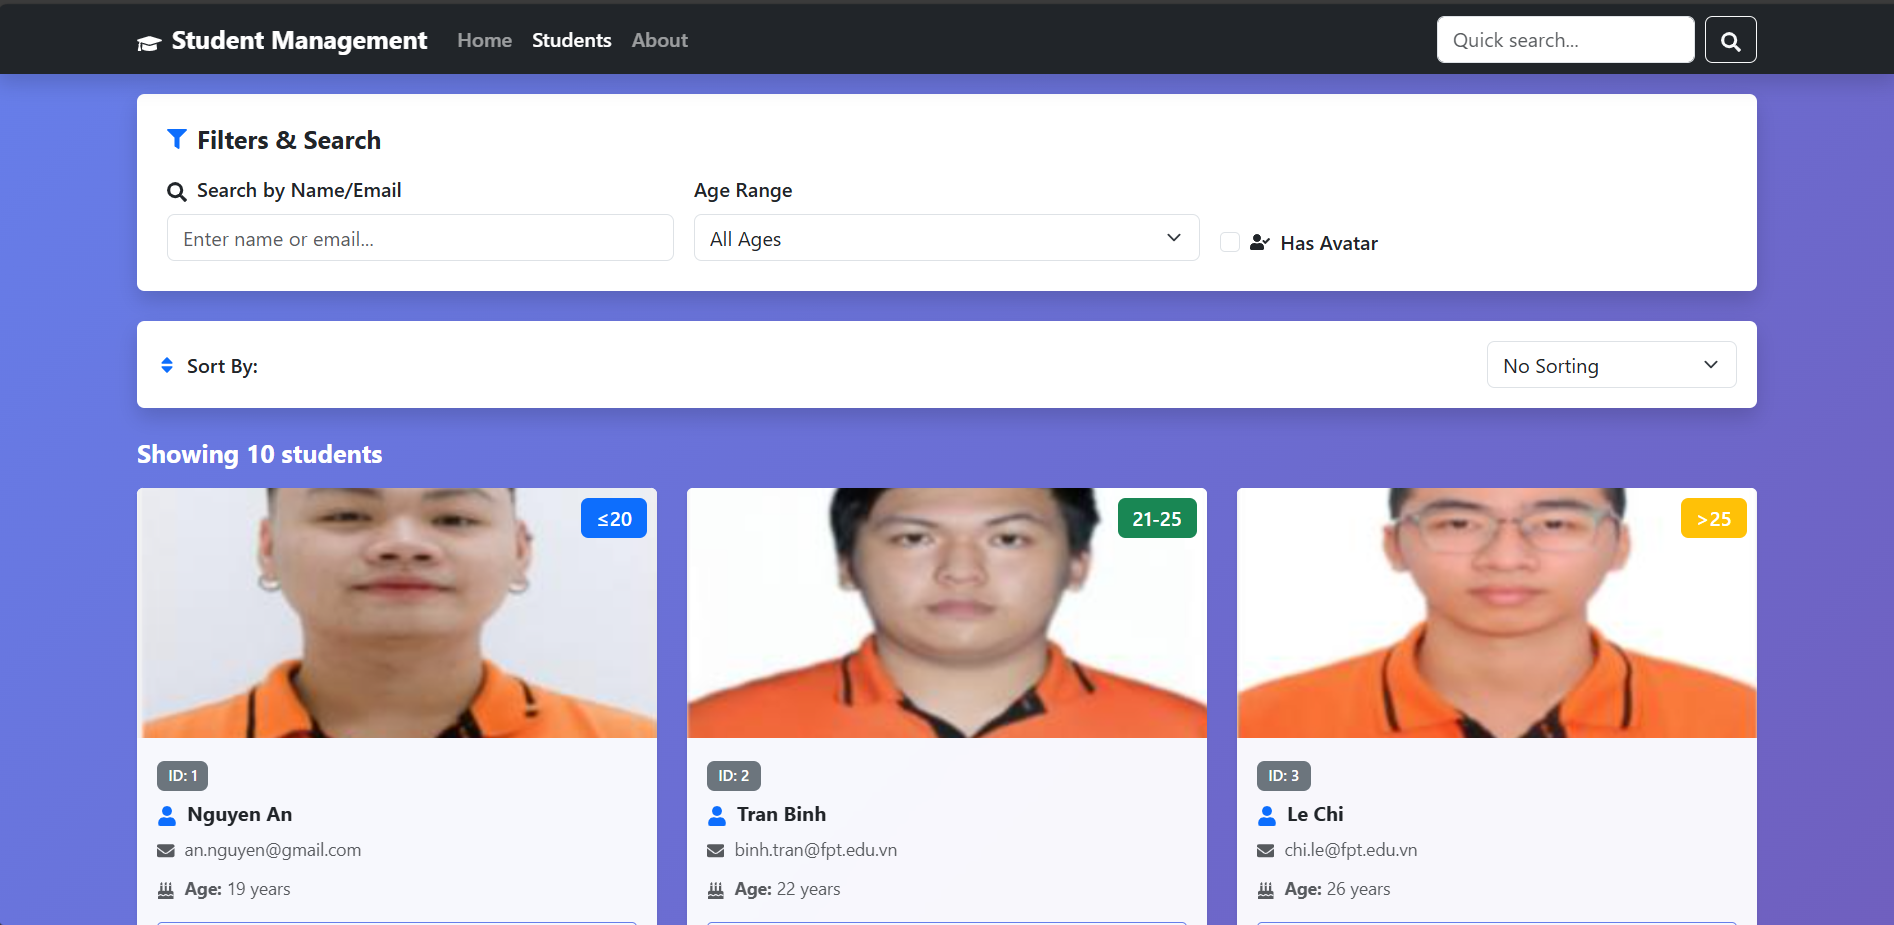 Student Management Home Students About Quick search...
Filters & Search
Search by Name/Email Age Range
Enter name or email... All Ages Has Avatar
Sort By: No Sorting
Showing 10 students
≤20 21-25 >25
ID: 1 ID: 2 ID: 3
Nguyen An Tran Binh Le Chi
an.nguyen@gmail.com binh.tran@fpt.edu.vn chi.le@fpt.edu.vn
Age: 19 years Age: 22 years Age: 26 years